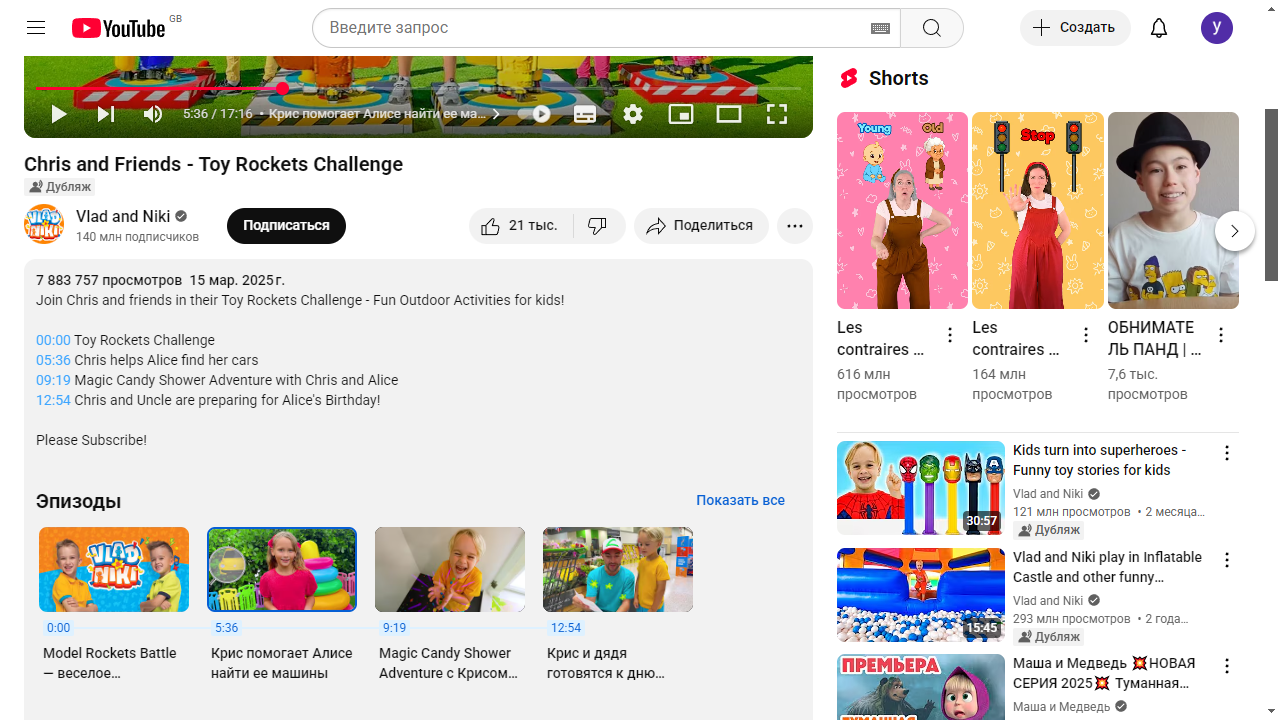 YouTube
GB
Введите запрос
Создать
y
5:36 / 17:16 • Крис помогает Алисе найти ее ма...
Chris and Friends - Toy Rockets Challenge
Дубляж
Vlad and Niki
140 млн подписчиков
Подписаться
21 тыс.
Поделиться
7 883 757 просмотров 15 мар. 2025 г.
Join Chris and friends in their Toy Rockets Challenge - Fun Outdoor Activities for kids!
00:00 Toy Rockets Challenge
05:36 Chris helps Alice find her cars
09:19 Magic Candy Shower Adventure with Chris and Alice
12:54 Chris and Uncle are preparing for Alice's Birthday!
Please Subscribe!
Эпизоды
Показать все
VLAD
NIKI
0:00
5:36
9:19
12:54
Model Rockets Battle
— веселое...
Крис помогает Алисе
найти ее машины
Magic Candy Shower
Adventure с Крисом...
Крис и дядя
готовятся к дню...
Shorts
Young
Old
Stop
Les
contraires ...
616 млн
просмотров
Les
contraires ...
164 млн
просмотров
ОБНИМАТЕ
ЛЬ ПАНД | ...
7,6 тыс.
просмотров
30:57
Kids turn into superheroes -
Funny toy stories for kids
Vlad and Niki
121 млн просмотров • 2 месяца...
Дубляж
15:45
Vlad and Niki play in Inflatable
Castle and other funny...
Vlad and Niki
293 млн просмотров • 2 года...
Дубляж
ПРЕМЬЕРА
Маша и Медведь 💥НОВАЯ
СЕРИЯ 2025💥 Туманная...
Маша и Медведь